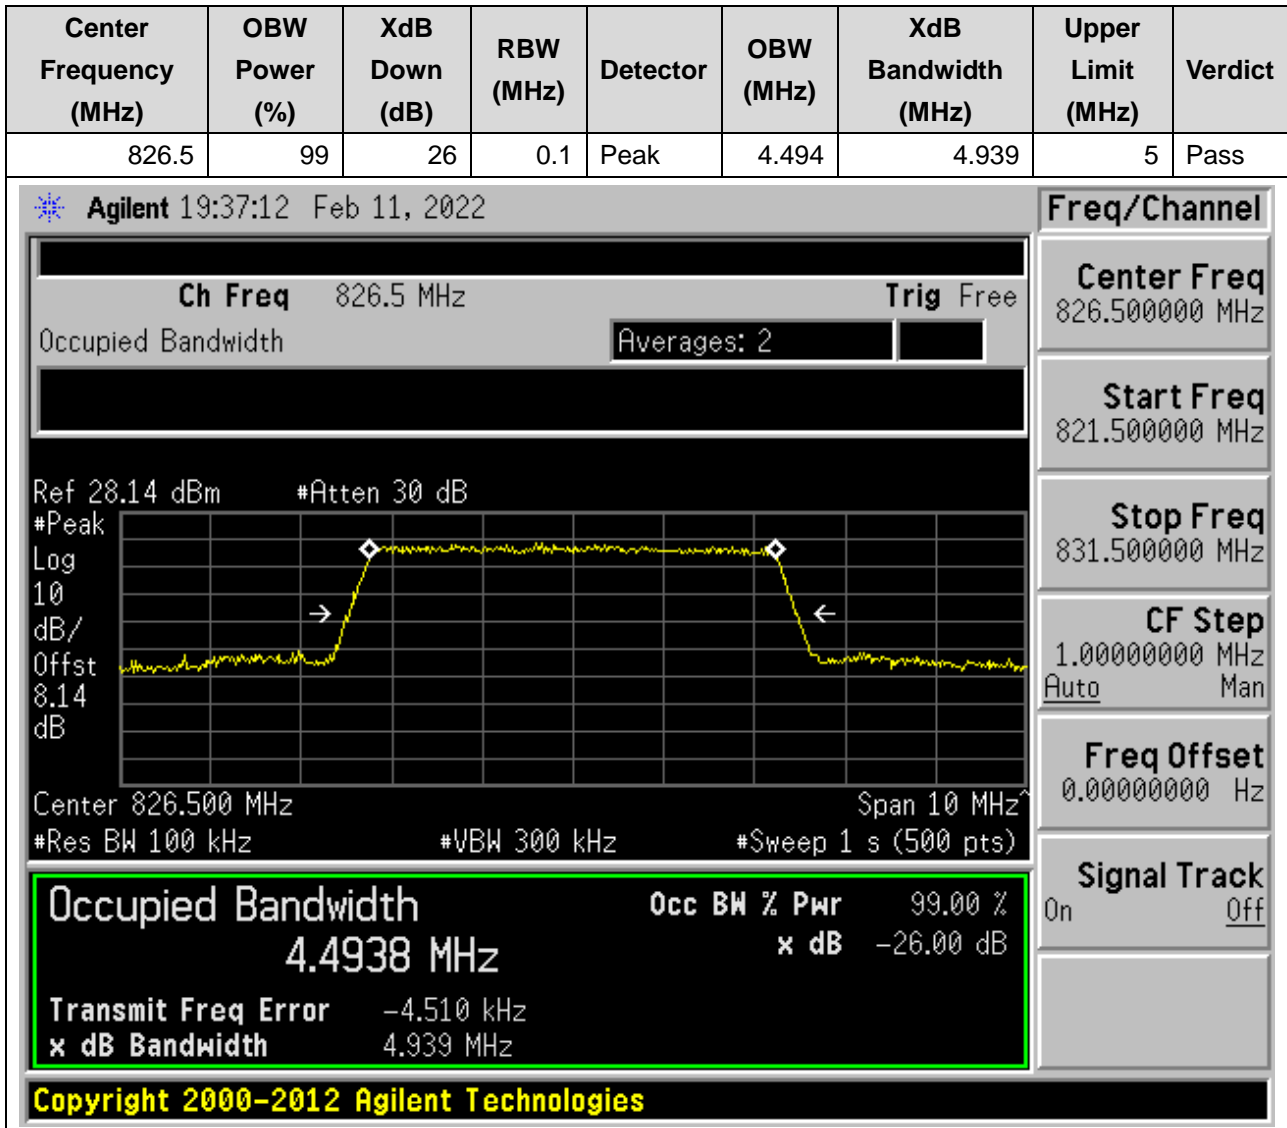 Center Frequency (MHz) OBW Power (%) XdB Down (dB) RBW (MHz) Detector OBW (MHz) XdB Bandwidth (MHz) Upper Limit (MHz) Verdict
826.5 99 26 0.1 Peak 4.494 4.939 5 Pass
Agilent 19:37:12 Feb 11, 2022
Freq/Channel
Ch Freq 826.5 MHz Trig Free
Occupied Bandwidth Averages: 2
Center Freq
826.500000 MHz
Start Freq
821.500000 MHz
Stop Freq
831.500000 MHz
CF Step
1.00000000 MHz
Auto Man
Freq Offset
0.00000000 Hz
Signal Track
On Off
Ref 28.14 dBm #Atten 30 dB
#Peak
Log
10
dB/
Offst
8.14
dB
Center 826.500 MHz Span 10 MHz^
#Res BW 100 kHz #VBW 300 kHz #Sweep 1 s (500 pts)
Occupied Bandwidth Occ BW % Pwr 99.00 %
4.4938 MHz x dB -26.00 dB
Transmit Freq Error -4.510 kHz
x dB Bandwidth 4.939 MHz
Copyright 2000-2012 Agilent Technologies